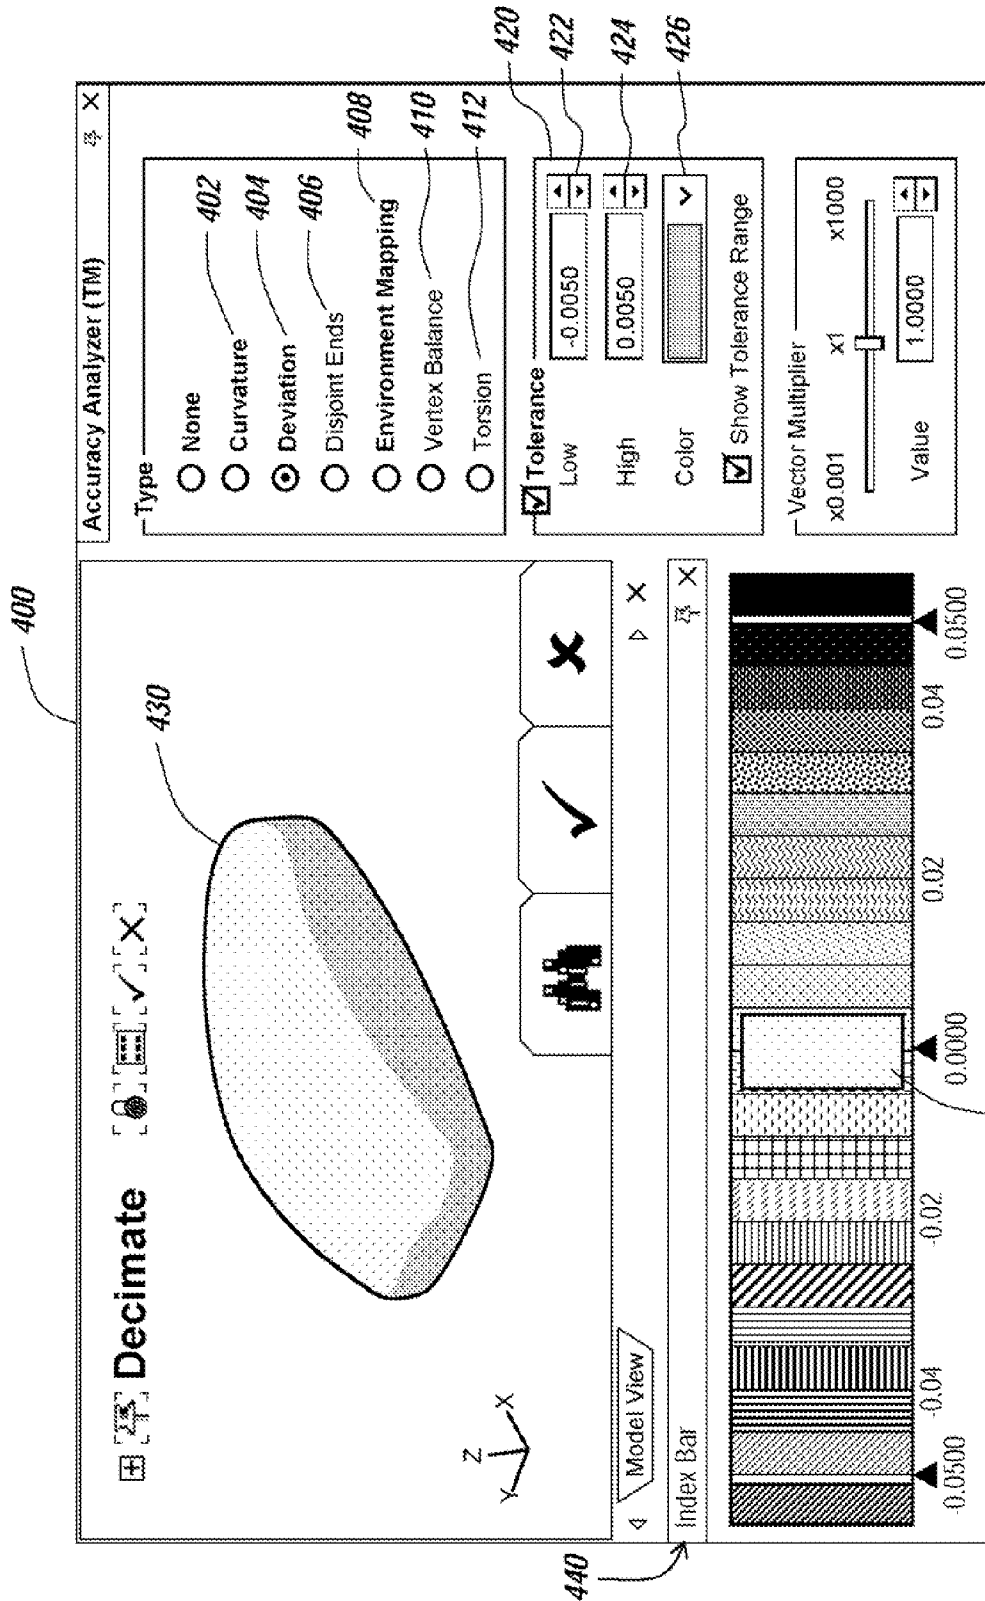 400
Decimate
430
Z
Y
X
Model View
440
Index Bar
-0.0500
-0.04
-0.02
0.0000
0.02
0.04
0.0500
Accuracy Analyzer (TM)
Type
None
Curvature
402
Deviation
404
Disjoint Ends
406
Environment Mapping
408
Vertex Balance
410
Torsion
412
Tolerance
420
Low
-0.0050
422
High
0.0050
424
Color
426
Show Tolerance Range
Vector Multiplier
x0.001 x1 x1000
Value
1.0000